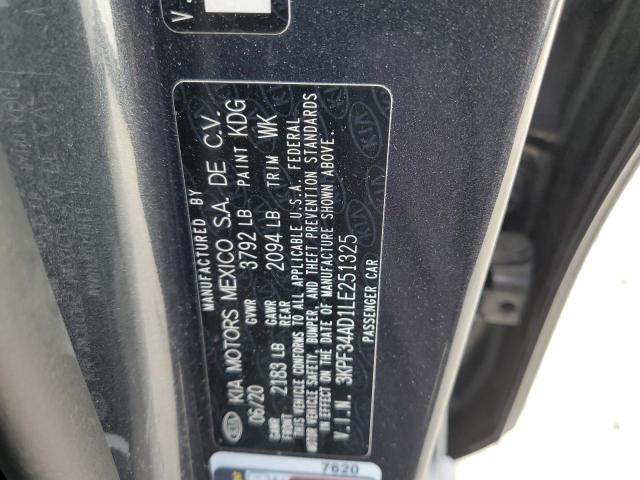 V.
MANUFACTURED BY
KIA KIA MOTORS MEXICO S.A. DE C.V.
06/20 GVWR 3792 LB PAINT KDG
GAWR FRONT 2183 LB GAWR REAR 2094 LB TRIM WK
THIS VEHICLE CONFORMS TO ALL APPLICABLE U.S.A. FEDERAL
MOTOR VEHICLE SAFETY, BUMPER, AND THEFT PREVENTION STANDARDS
IN EFFECT ON THE DATE OF MANUFACTURE SHOWN ABOVE.
V.I.N. 3KPF34AD1LE251325
PASSENGER CAR
7620